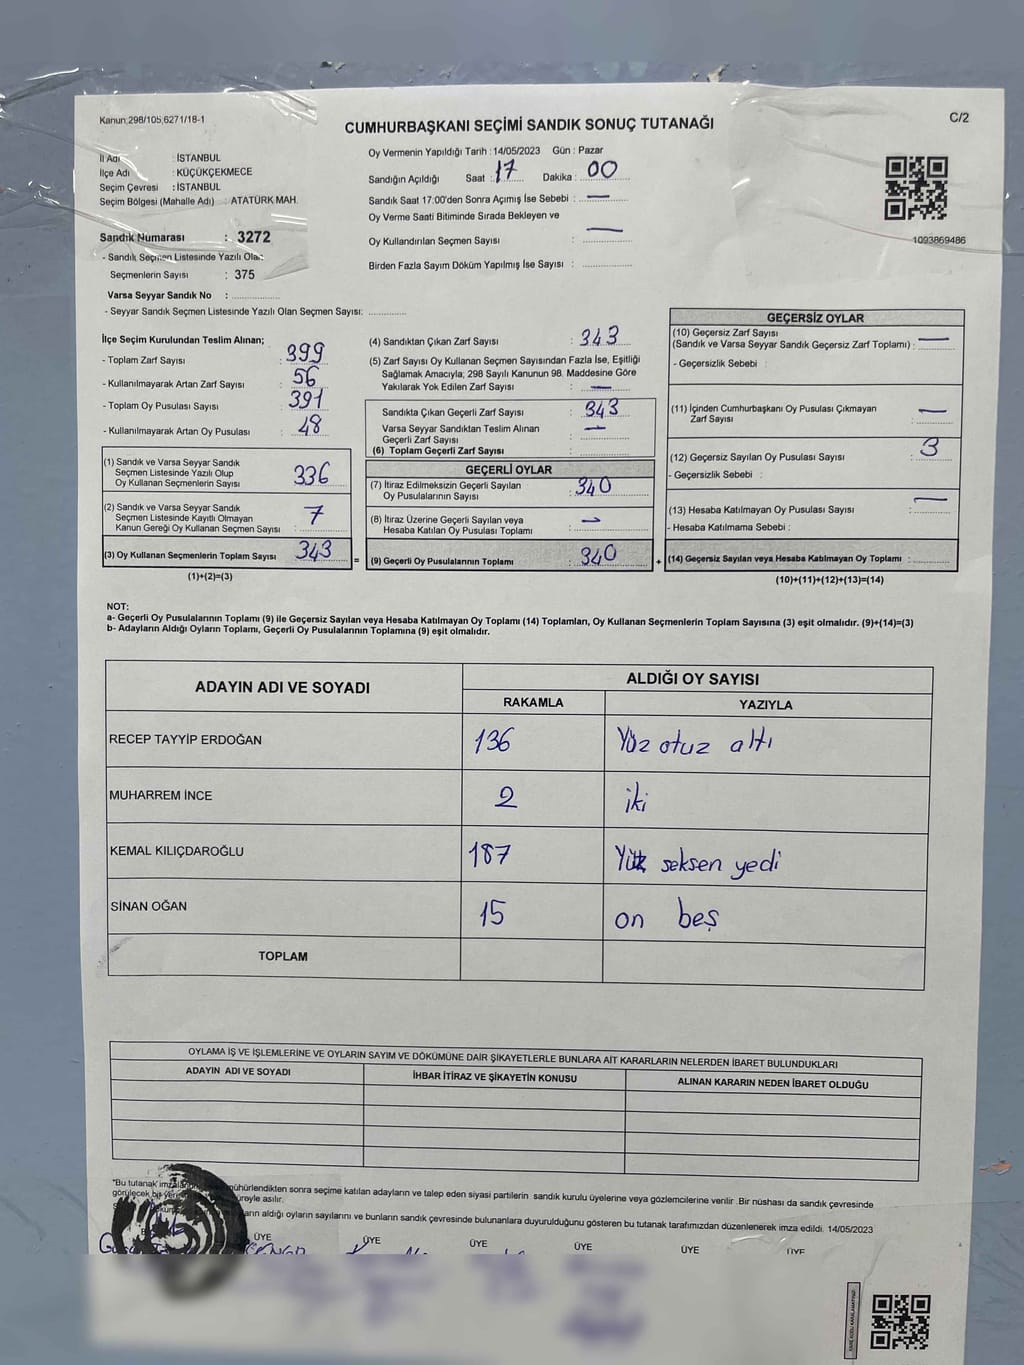 Kanun:298/105,6271/18-1
C/2
CUMHURBAŞKANI SEÇİMİ SANDIK SONUÇ TUTANAĞI
İl Adı : İSTANBUL
İlçe Adı : KÜÇÜKÇEKMECE
Seçim Çevresi : İSTANBUL
Seçim Bölgesi (Mahalle Adı) : ATATÜRK MAH.
Sandık Numarası : 3272
- Sandık Seçmen Listesinde Yazılı Olan
Seçmenlerin Sayısı : 375
Varsa Seyyar Sandık No :
- Seyyar Sandık Seçmen Listesinde Yazılı Olan Seçmen Sayısı:
Oy Vermenin Yapıldığı Tarih : 14/05/2023 Gün : Pazar
Sandığın Açıldığı Saat : 17 Dakika : 00
Sandık Saat 17:00'den Sonra Açımış İse Sebebi : —
Oy Verme Saati Bitiminde Sırada Bekleyen ve
Oy Kullandırılan Seçmen Sayısı : —
Birden Fazla Sayım Döküm Yapılmış İse Sayısı :
1093869486
İlçe Seçim Kurulundan Teslim Alınan;
- Toplam Zarf Sayısı : 399
- Kullanılmayarak Artan Zarf Sayısı : 56
- Toplam Oy Pusulası Sayısı : 391
- Kullanılmayarak Artan Oy Pusulası : 48
(1) Sandık ve Varsa Seyyar Sandık
Seçmen Listesinde Yazılı Olup
Oy Kullanan Seçmenlerin Sayısı 336
(2) Sandık ve Varsa Seyyar Sandık
Seçmen Listesinde Kayıtlı Olmayan
Kanun Gereği Oy Kullanan Seçmen Sayısı : 7
(3) Oy Kullanan Seçmenlerin Toplam Sayısı 343
(1)+(2)=(3)
=
(4) Sandıktan Çıkan Zarf Sayısı : 343
(5) Zarf Sayısı Oy Kullanan Seçmen Sayısından Fazla İse, Eşitliği
Sağlamak Amacıyla, 298 Sayılı Kanunun 98. Maddesine Göre
Yakılarak Yok Edilen Zarf Sayısı : —
Sandıkta Çıkan Geçerli Zarf Sayısı : 343
Varsa Seyyar Sandıktan Teslim Alınan
Geçerli Zarf Sayısı : —
(6) Toplam Geçerli Zarf Sayısı :
GEÇERLİ OYLAR
(7) İtiraz Edilmeksizin Geçerli Sayılan
Oy Pusulalarının Sayısı : 340
(8) İtiraz Üzerine Geçerli Sayılan veya
Hesaba Katılan Oy Pusulası Toplamı : —
(9) Geçerli Oy Pusulalarının Toplamı : 340
+
GEÇERSİZ OYLAR
(10) Geçersiz Zarf Sayısı
(Sandık ve Varsa Seyyar Sandık Geçersiz Zarf Toplamı) : —
- Geçersizlik Sebebi :
(11) İçinden Cumhurbaşkanı Oy Pusulası Çıkmayan
Zarf Sayısı : —
(12) Geçersiz Sayılan Oy Pusulası Sayısı : 3
- Geçersizlik Sebebi :
(13) Hesaba Katılmayan Oy Pusulası Sayısı : —
- Hesaba Katılmama Sebebi :
(14) Geçersiz Sayılan veya Hesaba Katılmayan Oy Toplamı :
(10)+(11)+(12)+(13)=(14)
NOT:
a- Geçerli Oy Pusulalarının Toplamı (9) ile Geçersiz Sayılan veya Hesaba Katılmayan Oy Toplamı (14) Toplamları, Oy Kullanan Seçmenlerin Toplam Sayısına (3) eşit olmalıdır. (9)+(14)=(3)
b- Adayların Aldığı Oyların Toplamı, Geçerli Oy Pusulalarının Toplamına (9) eşit olmalıdır.
ADAYIN ADI VE SOYADI
ALDIĞI OY SAYISI
RAKAMLA YAZIYLA
RECEP TAYYİP ERDOĞAN 136 Yüz otuz altı
MUHARREM İNCE 2 iki
KEMAL KILIÇDAROĞLU 187 Yüz seksen yedi
SİNAN OĞAN 15 on beş
TOPLAM
OYLAMA İŞ VE İŞLEMLERİNE VE OYLARIN SAYIM VE DÖKÜMÜNE DAİR ŞİKAYETLERLE BUNLARA AİT KARARLARIN NELERDEN İBARET BULUNDUKLARI
ADAYIN ADI VE SOYADI İHBAR İTİRAZ VE ŞİKAYETİN KONUSU ALINAN KARARIN NEDEN İBARET OLDUĞU
"Bu tutanak mühürlendikten sonra seçime katılan adayların ve talep eden siyasi partilerin sandık kurulu üyelerine veya gözlemcilerine verilir .Bir nüshası da sandık çevresinde
görülecek bir asılır.
aldığı oyların sayılarını ve bunların sandık çevresinde bulunanlara duyurulduğunu gösteren bu tutanak tarafımızdan düzenlenerek imza edildi. 14/05/2023
ÜYE ÜYE ÜYE ÜYE ÜYE ÜYE